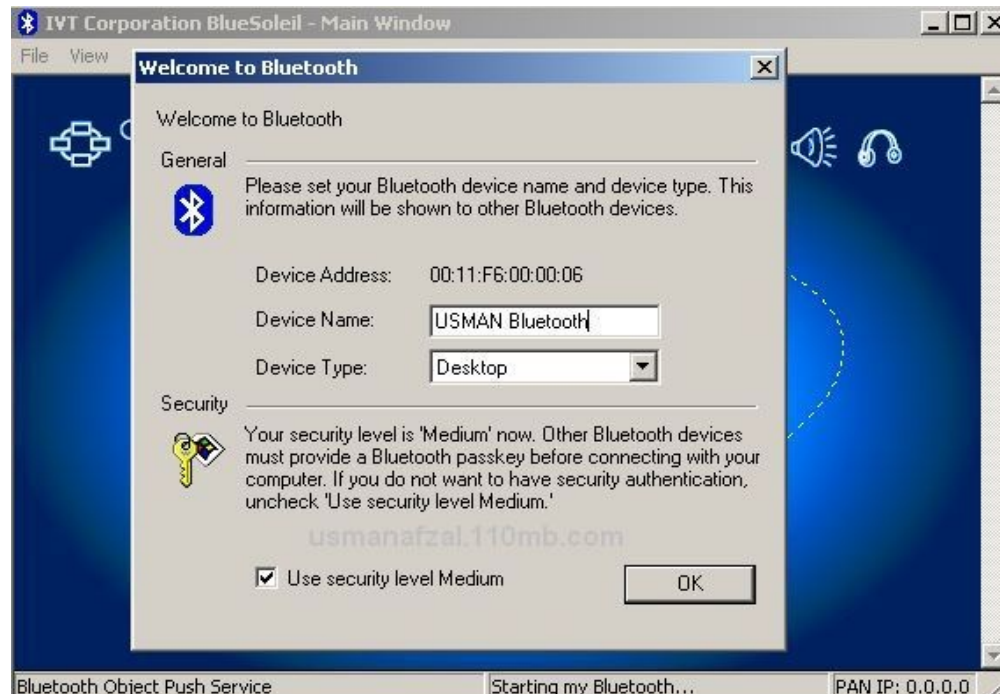 IVT Corporation BlueSoleil - Main Window
File View
Welcome to Bluetooth
Welcome to Bluetooth
General
Please set your Bluetooth device name and device type. This
information will be shown to other Bluetooth devices.
Device Address: 00:11:F6:00:00:06
Device Name: USMAN Bluetooth
Device Type: Desktop
Security
Your security level is 'Medium' now. Other Bluetooth devices
must provide a Bluetooth passkey before connecting with your
computer. If you do not want to have security authentication,
uncheck 'Use security level Medium.'
usmanafzal.110mb.com
Use security level Medium
OK
Bluetooth Object Push Service Starting my Bluetooth... PAN IP: 0.0.0.0